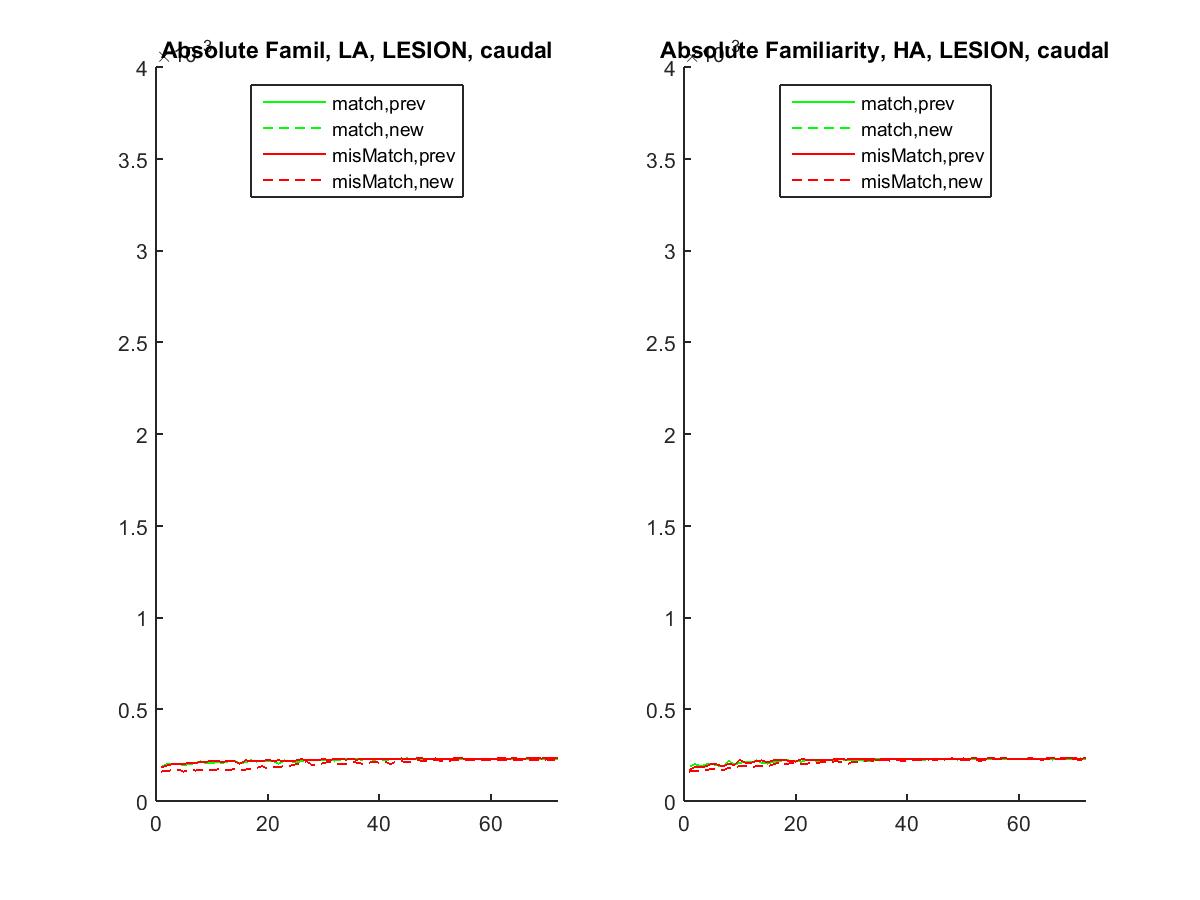 Absolute Famil, LA, LESION, caudal
4
3.5
3
2.5
2
1.5
1
0.5
0
0
20
40
60
match,prev
match,new
misMatch,prev
misMatch,new
Absolute Familiarity, HA, LESION, caudal
4
3.5
3
2.5
2
1.5
1
0.5
0
0
20
40
60
match,prev
match,new
misMatch,prev
misMatch,new